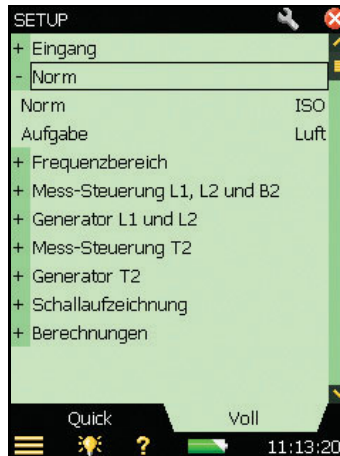 SETUP
+ Eingang
- Norm
Norm ISO
Aufgabe Luft
+ Frequenzbereich
+ Mess-Steuerung L1, L2 und B2
+ Generator L1 und L2
+ Mess-Steuerung T2
+ Generator T2
+ Schallaufzeichnung
+ Berechnungen
Quick Voll
? 11:13:20